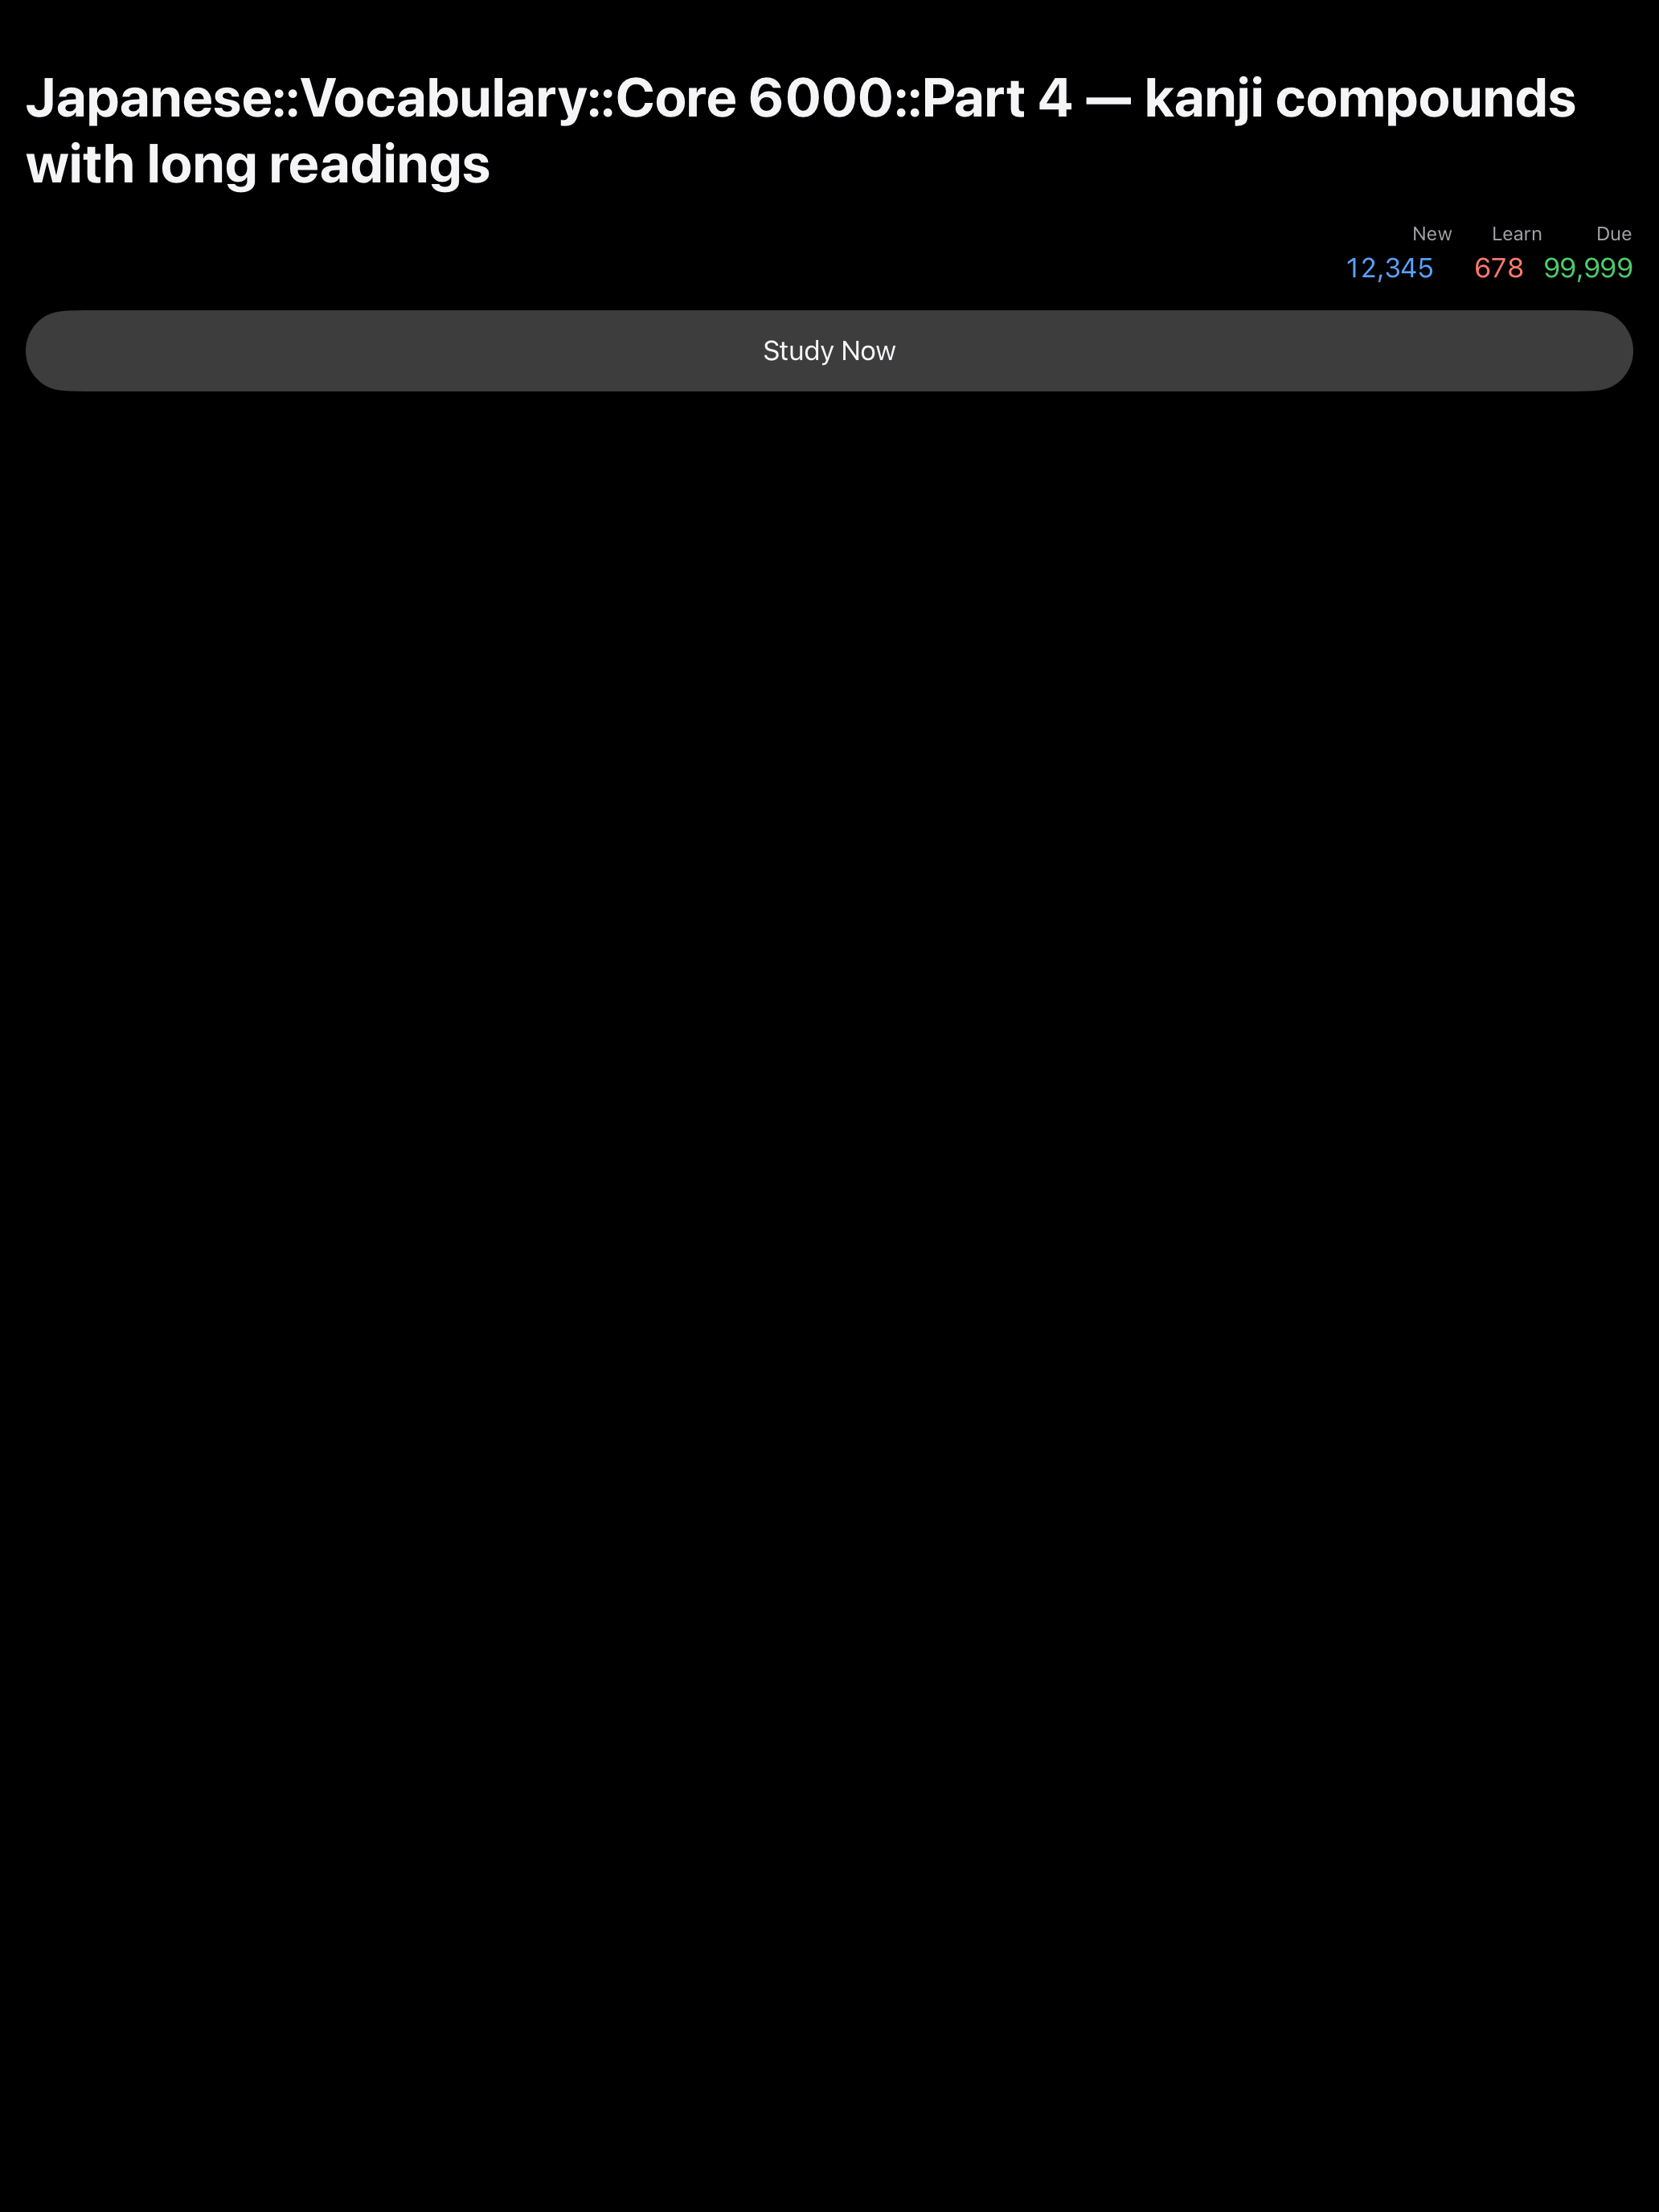 Japanese::Vocabulary::Core 6000::Part 4 — kanji compounds
with long readings
New Learn Due
12,345 678 99,999
Study Now